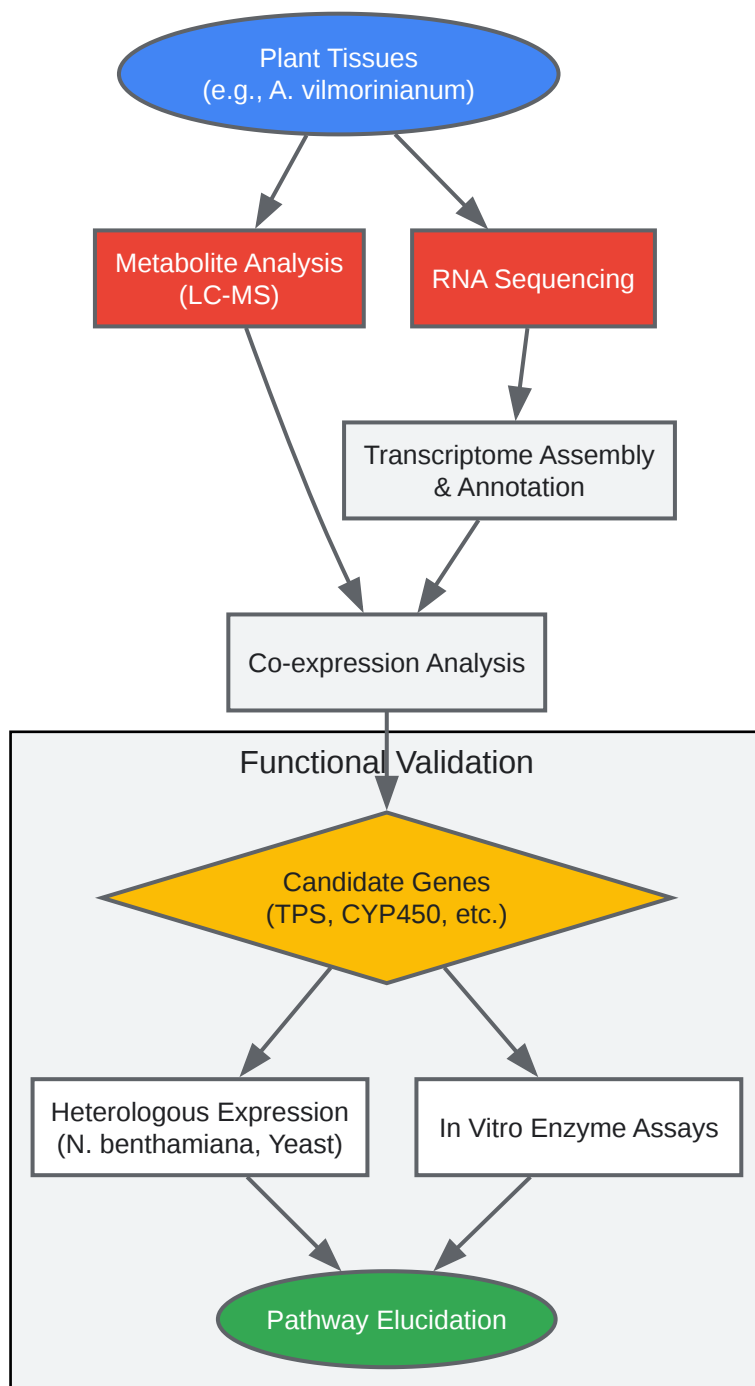 Plant Tissues
(e.g., A. vilmorinianum)
Metabolite Analysis
(LC-MS)
RNA Sequencing
Transcriptome Assembly
& Annotation
Co-expression Analysis
Functional Validation
Candidate Genes
(TPS, CYP450, etc.)
Heterologous Expression
(N. benthamiana, Yeast)
In Vitro Enzyme Assays
Pathway Elucidation